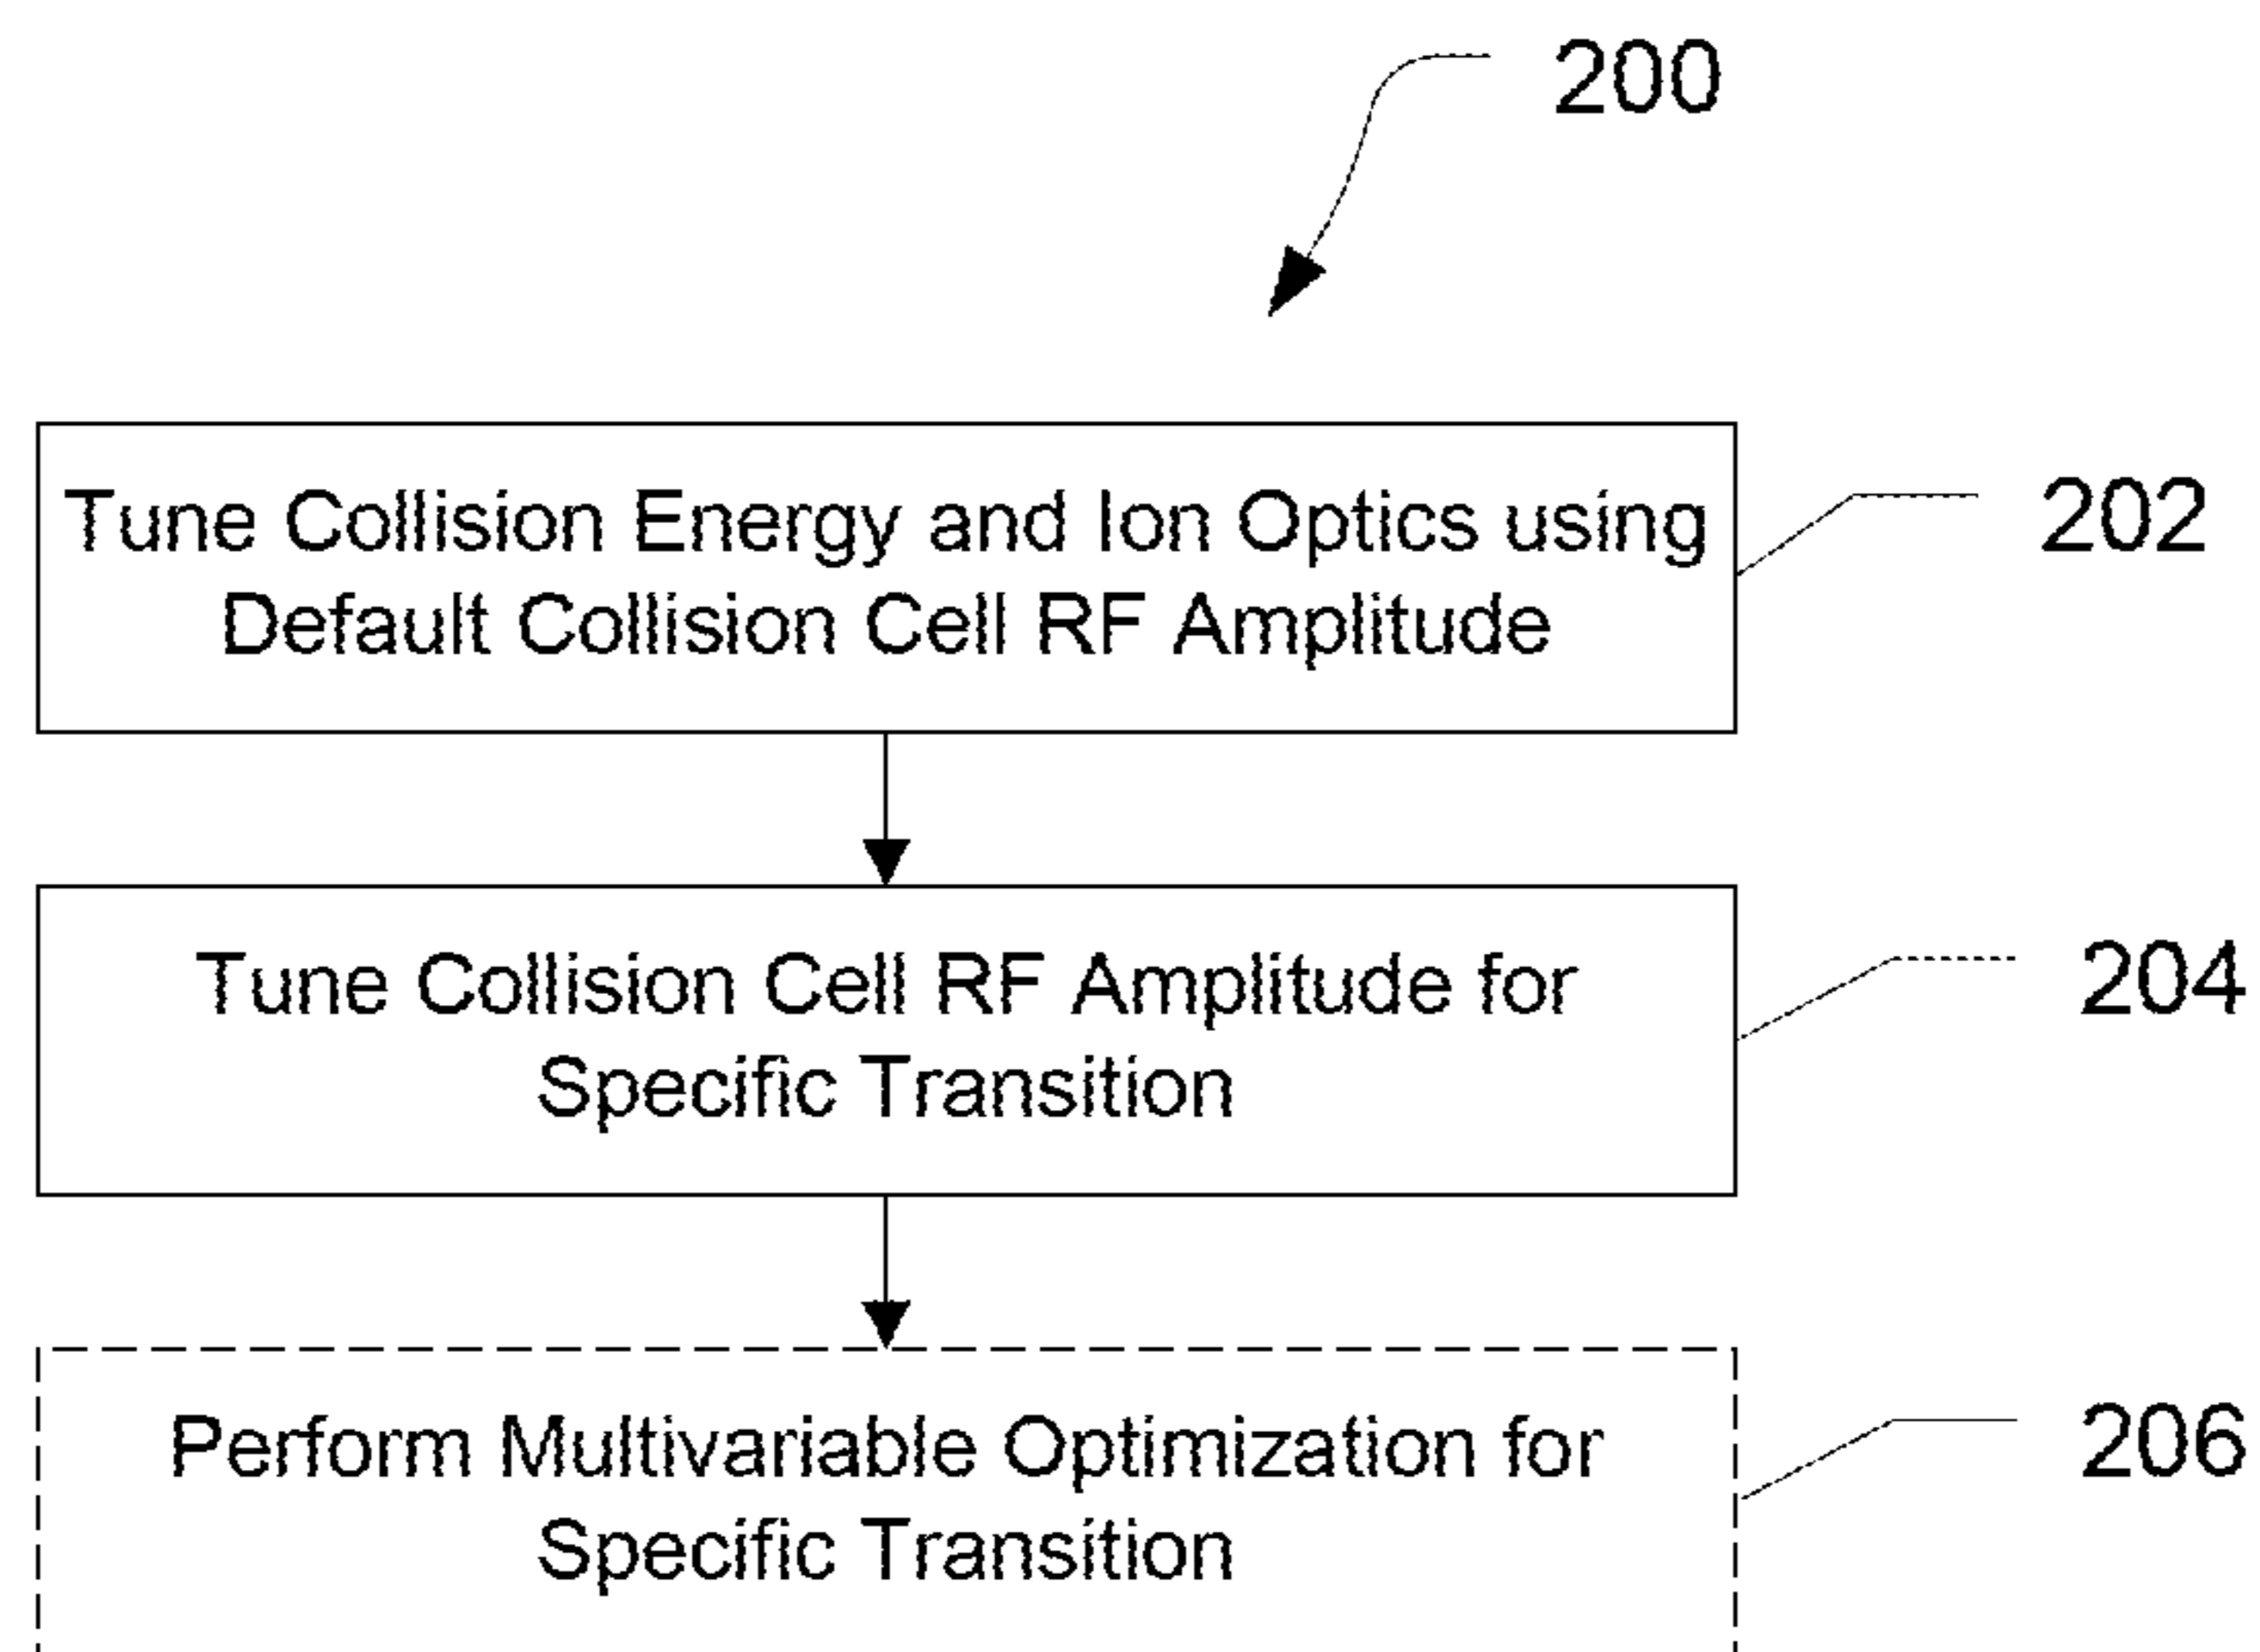 200
Tune Collision Energy and Ion Optics using
Default Collision Cell RF Amplitude
202
Tune Collision Cell RF Amplitude for
Specific Transition
204
Perform Multivariable Optimization for
Specific Transition
206